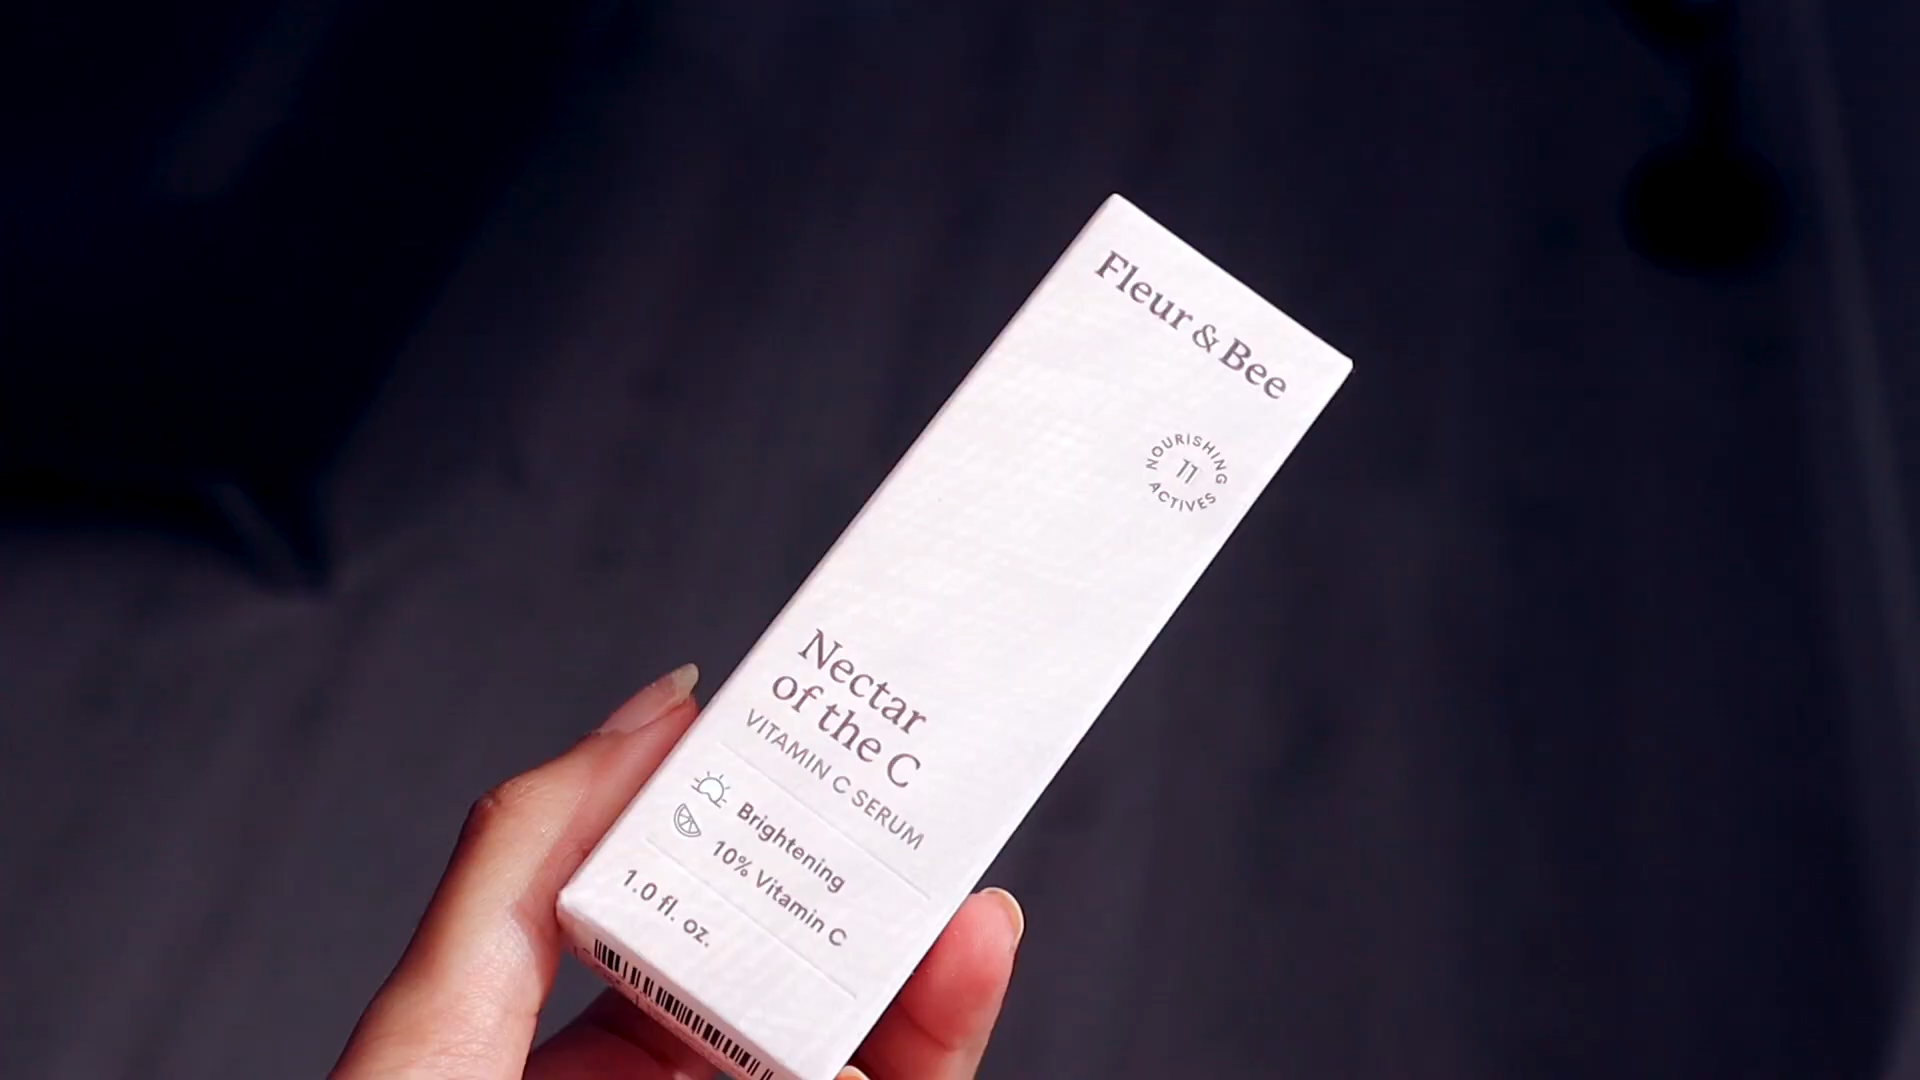 Fleur & Bee
NOURISHING
11
ACTIVES
Nectar
of the C
VITAMIN C SERUM
Brightening
10% Vitamin C
1.0 fl. oz.